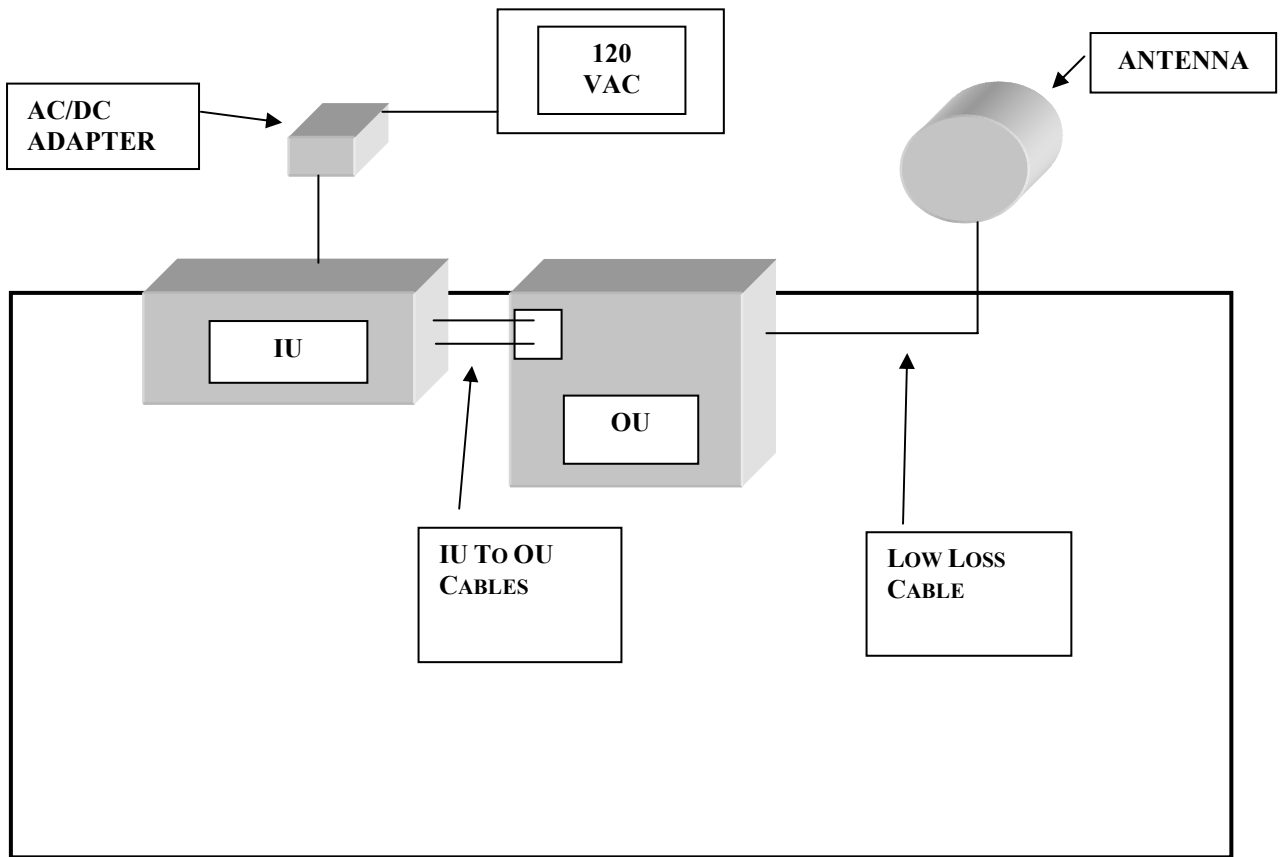 120
VAC
ANTENNA
AC/DC
ADAPTER
IU
OU
IU TO OU
CABLES
LOW LOSS
CABLE